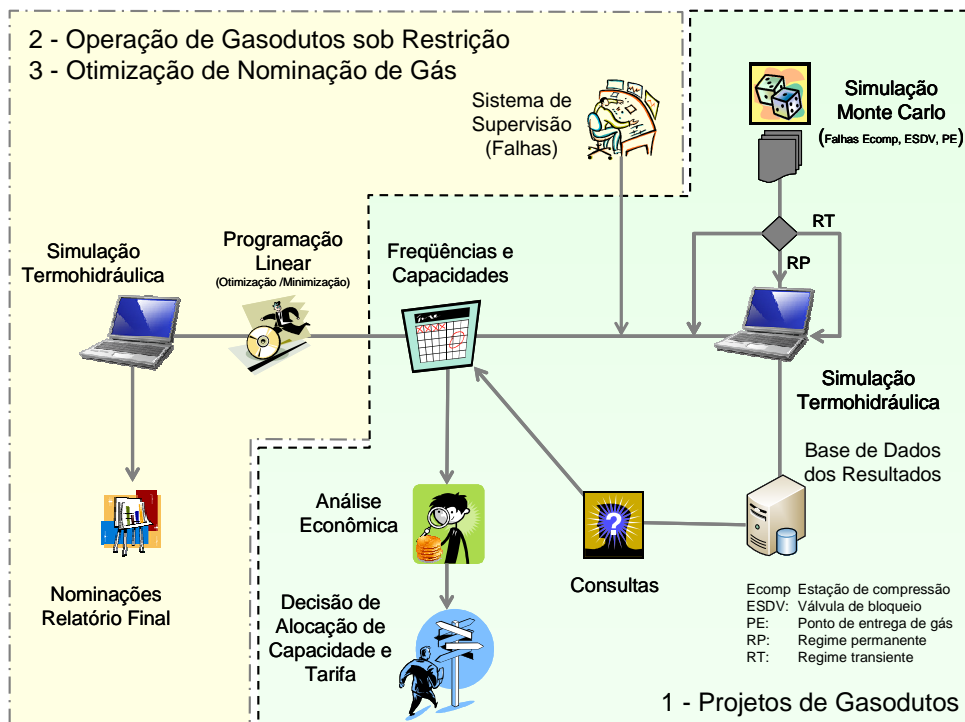 2 - Operação de Gasodutos sob Restrição
3 - Otimização de Nominação de Gás
Sistema de
Supervisão
(Falhas)
Simulação
Monte Carlo
(Falhas Ecomp, ESDV, PE)
RT
RP
Simulação
Termohidráulica
Programação
Linear
(Otimização /Minimização)
Freqüências e
Capacidades
Simulação
Termohidráulica
Base de Dados
dos Resultados
Análise
Econômica
?
Consultas
Nominações
Relatório Final
Decisão de
Alocação de
Capacidade e
Tarifa
Ecomp Estação de compressão
ESDV: Válvula de bloqueio
PE: Ponto de entrega de gás
RP: Regime permanente
RT: Regime transiente
1 - Projetos de Gasodutos